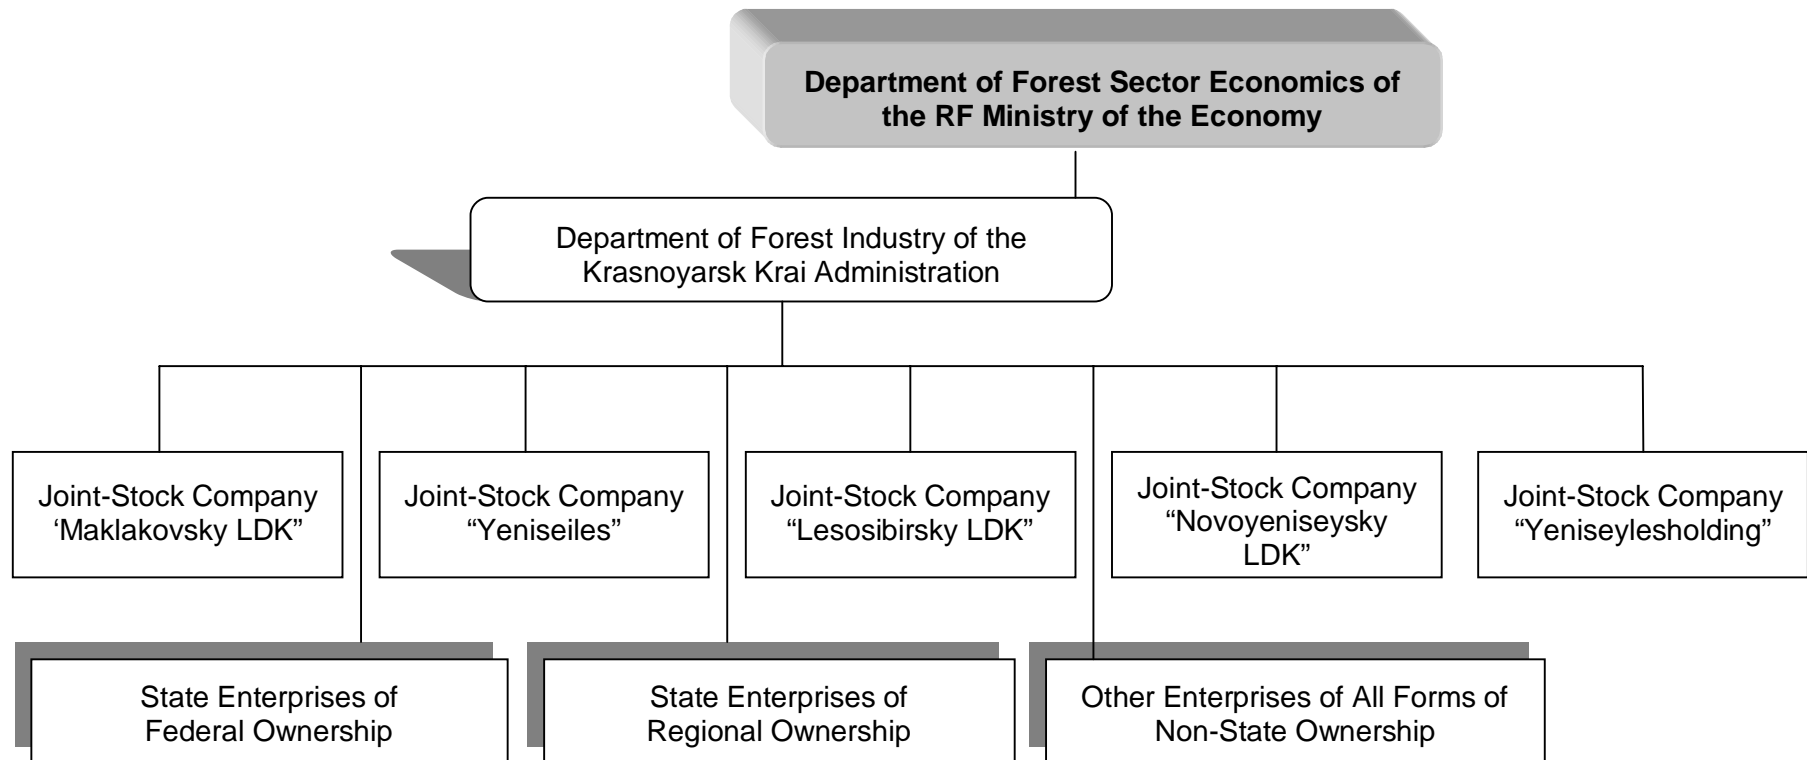 Department of Forest Sector Economics of
the RF Ministry of the Economy
Department of Forest Industry of the
Krasnoyarsk Krai Administration
Joint-Stock Company
‘Maklakovsky LDK”
Joint-Stock Company
“Yeniseiles”
Joint-Stock Company
“Lesosibirsky LDK”
Joint-Stock Company
“Novoyeniseysky
LDK”
Joint-Stock Company
“Yeniseylesholding”
State Enterprises of
Federal Ownership
State Enterprises of
Regional Ownership
Other Enterprises of All Forms of
Non-State Ownership